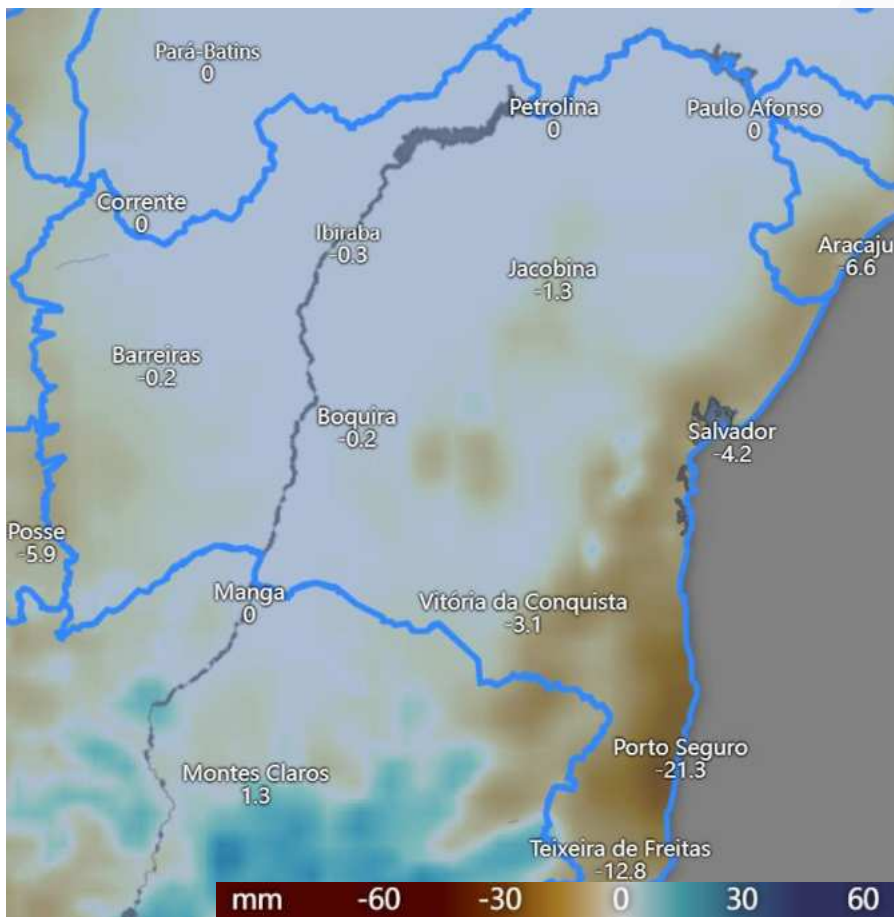 Pará-Batins
0
Petrolina
0
Paulo Afonso
0
Corrente
0
Ibiraba
-0.3
Jacobina
-1.3
Aracaju
-6.6
Barreiras
-0.2
Boquira
-0.2
Salvador
-4.2
Posse
-5.9
Manga
0
Vitória da Conquista
-3.1
Porto Seguro
-21.3
Montes Claros
1.3
Teixeira de Freitas
-12.8
mm -60 -30 0 30 60